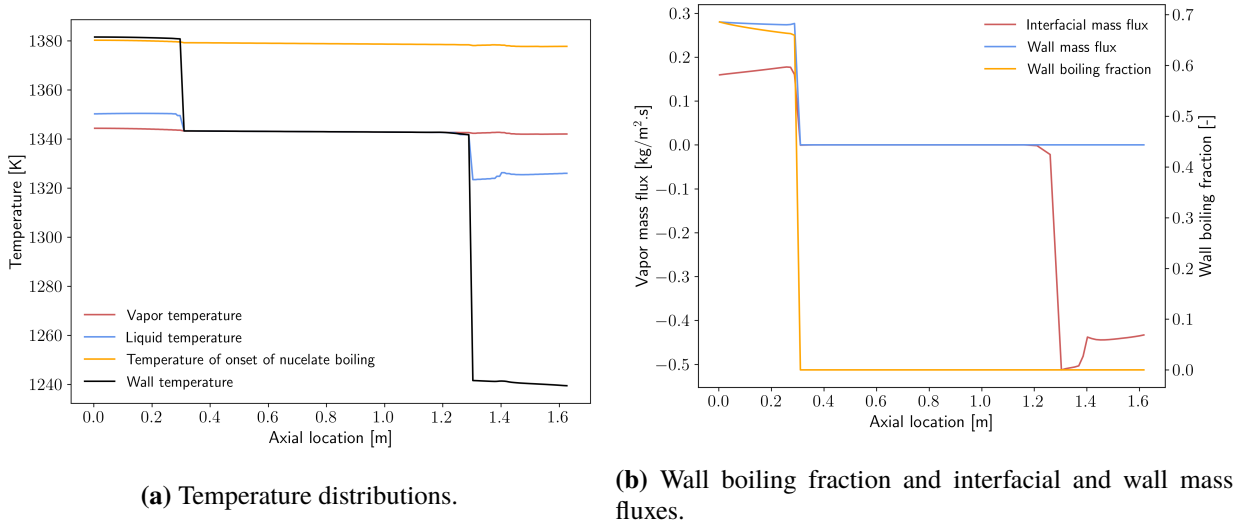 1380
1360
1340
1320
1300
1280
1260
1240
Temperature [K]
Vapor temperature
Liquid temperature
Temperature of onset of nucelate boiling
Wall temperature
0.0 0.2 0.4 0.6 0.8 1.0 1.2 1.4 1.6
Axial location [m]
(a) Temperature distributions.
0.3
0.2
0.1
0.0
−0.1
−0.2
−0.3
−0.4
−0.5
Vapor mass flux [kg/m².s]
Interfacial mass flux
Wall mass flux
Wall boiling fraction
0.7
0.6
0.5
0.4
0.3
0.2
0.1
0.0
Wall boiling fraction [-]
0.0 0.2 0.4 0.6 0.8 1.0 1.2 1.4 1.6
Axial location [m]
(b) Wall boiling fraction and interfacial and wall mass
fluxes.